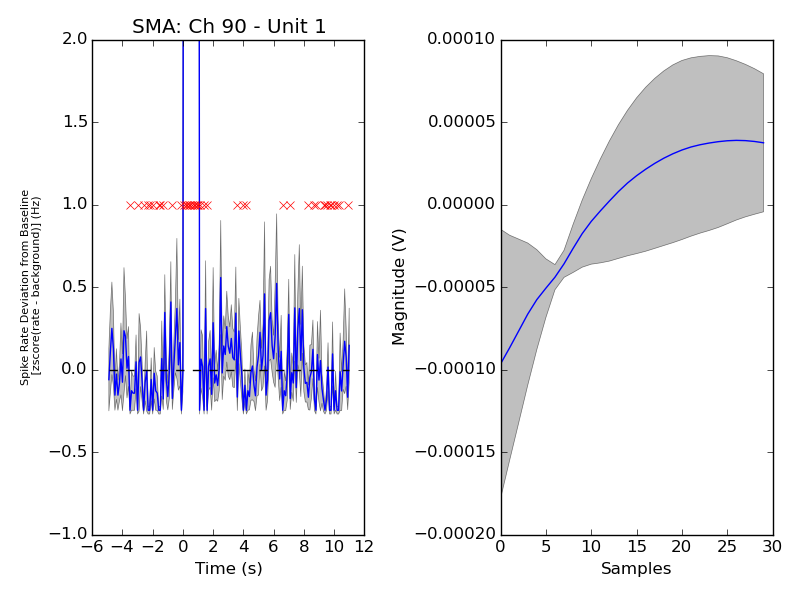 SMA: Ch 90 - Unit 1
Spike Rate Deviation from Baseline
[zscore(rate - background)] (Hz)
2.0
1.5
1.0
0.5
0.0
−0.5
−1.0
−6 −4 −2 0 2 4 6 8 10 12
Time (s)
Magnitude (V)
0.00010
0.00005
0.00000
−0.00005
−0.00010
−0.00015
−0.00020
0 5 10 15 20 25 30
Samples